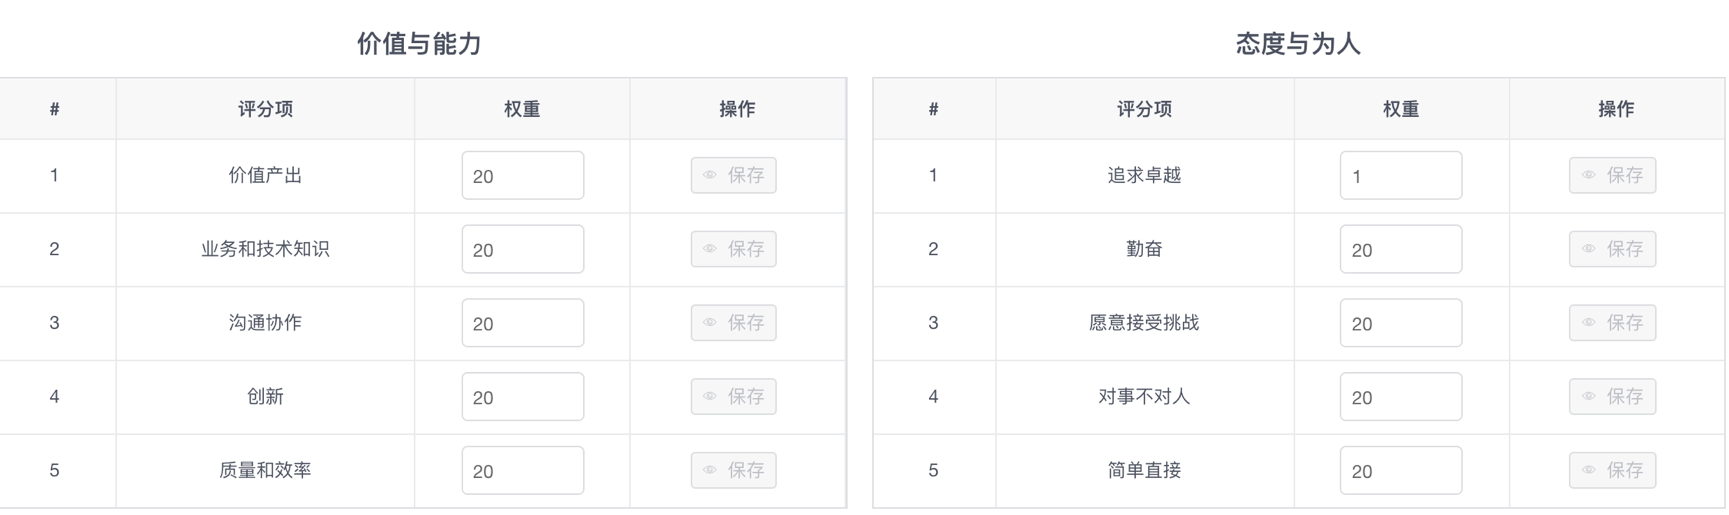 价值与能力
# 评分项 权重 操作
1 价值产出 20 保存
2 业务和技术知识 20 保存
3 沟通协作 20 保存
4 创新 20 保存
5 质量和效率 20 保存
态度与为人
# 评分项 权重 操作
1 追求卓越 1 保存
2 勤奋 20 保存
3 愿意接受挑战 20 保存
4 对事不对人 20 保存
5 简单直接 20 保存